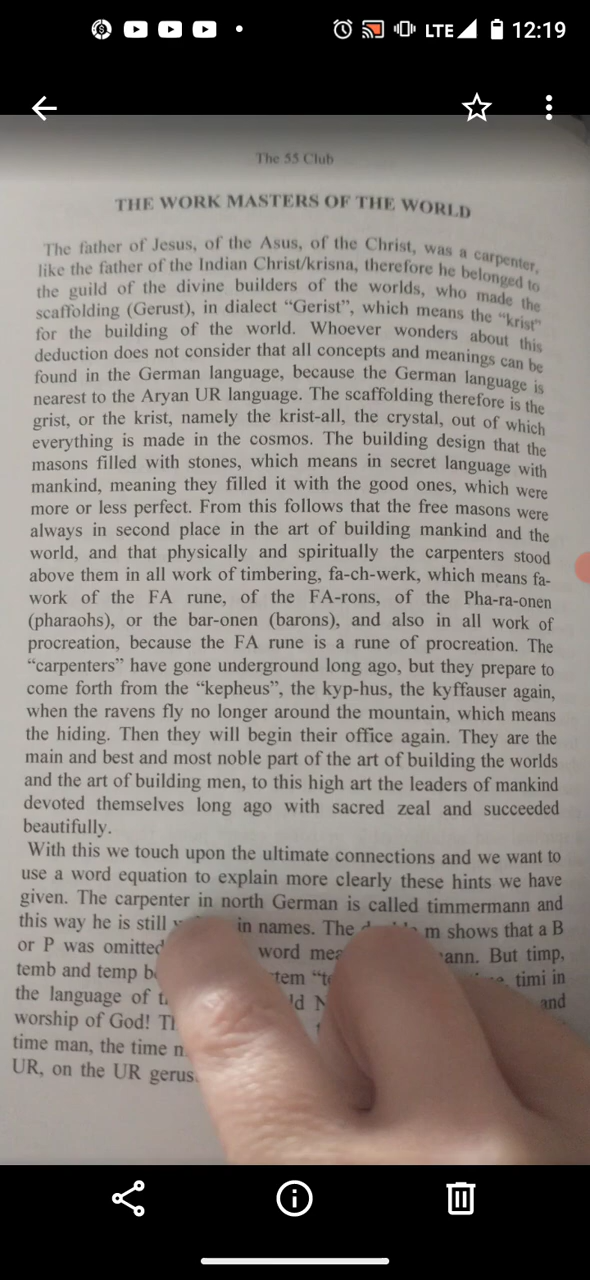 LTE 12:19
The 55 Club
THE WORK MASTERS OF THE WORLD
The father of Jesus, of the Asus, of the Christ, was a carpenter,
like the father of the Indian Christ/krisna, therefore he belonged to
the guild of the divine builders of the worlds, who made the
scaffolding (Gerust), in dialect “Gerist”, which means the “krist”
for the building of the world. Whoever wonders about this
deduction does not consider that all concepts and meanings can be
found in the German language, because the German language is
nearest to the Aryan UR language. The scaffolding therefore is the
grist, or the krist, namely the krist-all, the crystal, out of which
everything is made in the cosmos. The building design that the
masons filled with stones, which means in secret language with
mankind, meaning they filled it with the good ones, which were
more or less perfect. From this follows that the free masons were
always in second place in the art of building mankind and the
world, and that physically and spiritually the carpenters stood
above them in all work of timbering, fa-ch-werk, which means fa-
work of the FA rune, of the FA-rons, of the Pha-ra-onen
(pharaohs), or the bar-onen (barons), and also in all work of
procreation, because the FA rune is a rune of procreation. The
“carpenters” have gone underground long ago, but they prepare to
come forth from the “kepheus”, the kyp-hus, the kyffauser again,
when the ravens fly no longer around the mountain, which means
the hiding. Then they will begin their office again. They are the
main and best and most noble part of the art of building the worlds
and the art of building men, to this high art the leaders of mankind
devoted themselves long ago with sacred zeal and succeeded
beautifully.
With this we touch upon the ultimate connections and we want to
use a word equation to explain more clearly these hints we have
given. The carpenter in north German is called timmermann and
this way he is still in names. The m shows that a B
or P was omitted word But timp,
temb and temp timi in
the language of and
worship of God!
time man, the time
UR, on the UR